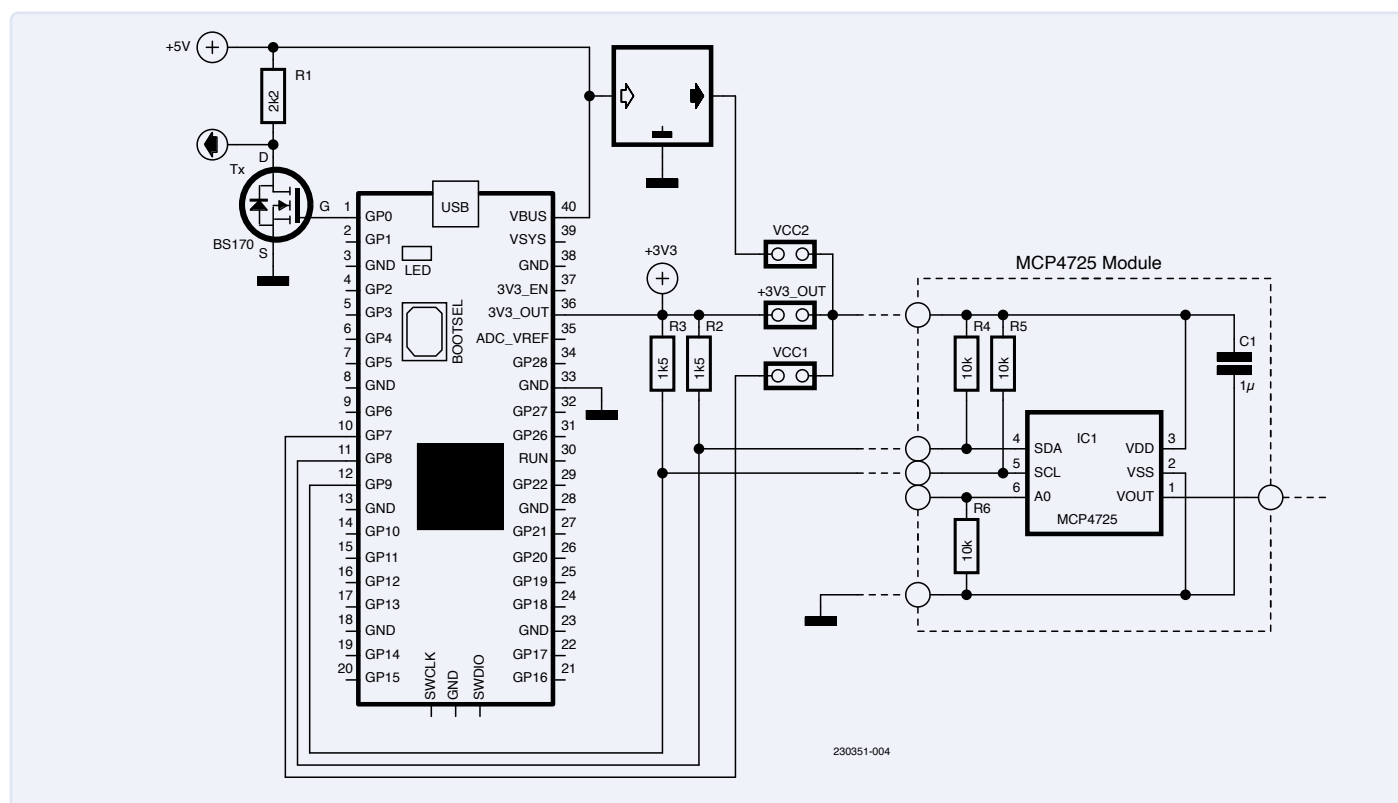 +5V
R1
2k2
Tx
D
G
S
BS170
USB
LED
BOOTSEL
1 GP0
2 GP1
3 GND
4 GP2
5 GP3
6 GP4
7 GP5
8 GND
9 GP6
10 GP7
11 GP8
12 GP9
13 GND
14 GP10
15 GP11
16 GP12
17 GP13
18 GND
19 GP14
20 GP15
VBUS 40
VSYS 39
GND 38
3V3_EN 37
3V3_OUT 36
ADC_VREF 35
GP28 34
GND 33
GP27 32
GP26 31
RUN 30
GP22 29
GND 28
GP21 27
GP20 26
GP19 25
GP18 24
GND 23
GP17 22
GP16 21
SWCLK
GND
SWDIO
+3V3
R3
1k5
R2
1k5
VCC2
+3V3_OUT
VCC1
MCP4725 Module
R4
10k
R5
10k
C1
1µ
IC1
4 SDA
5 SCL
6 A0
VDD 3
VSS 2
VOUT 1
MCP4725
R6
10k
230351-004